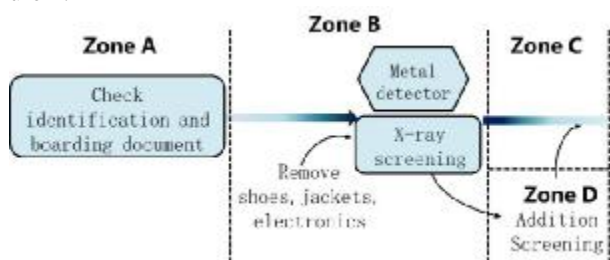 Zone A
Check
identification and
boarding document
Zone B
Metal
detector
X-ray
screening
Remove
shoes, jackets,
electronics
Zone C
Zone D
Addition
Screening